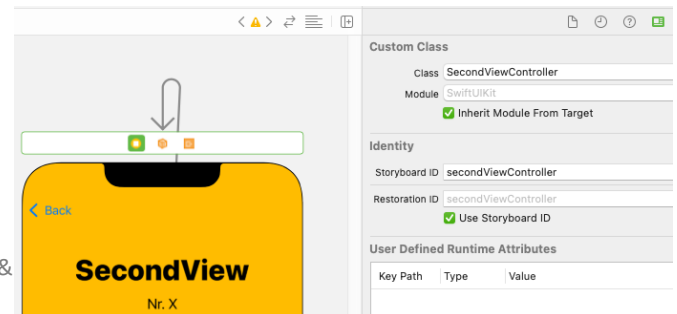 Custom Class
Class SecondViewController
Module SwiftUIKit
Inherit Module From Target
Identity
Storyboard ID secondViewController
Restoration ID secondViewController
Use Storyboard ID
User Defined Runtime Attributes
Key Path Type Value
Back
&
SecondView
Nr. X